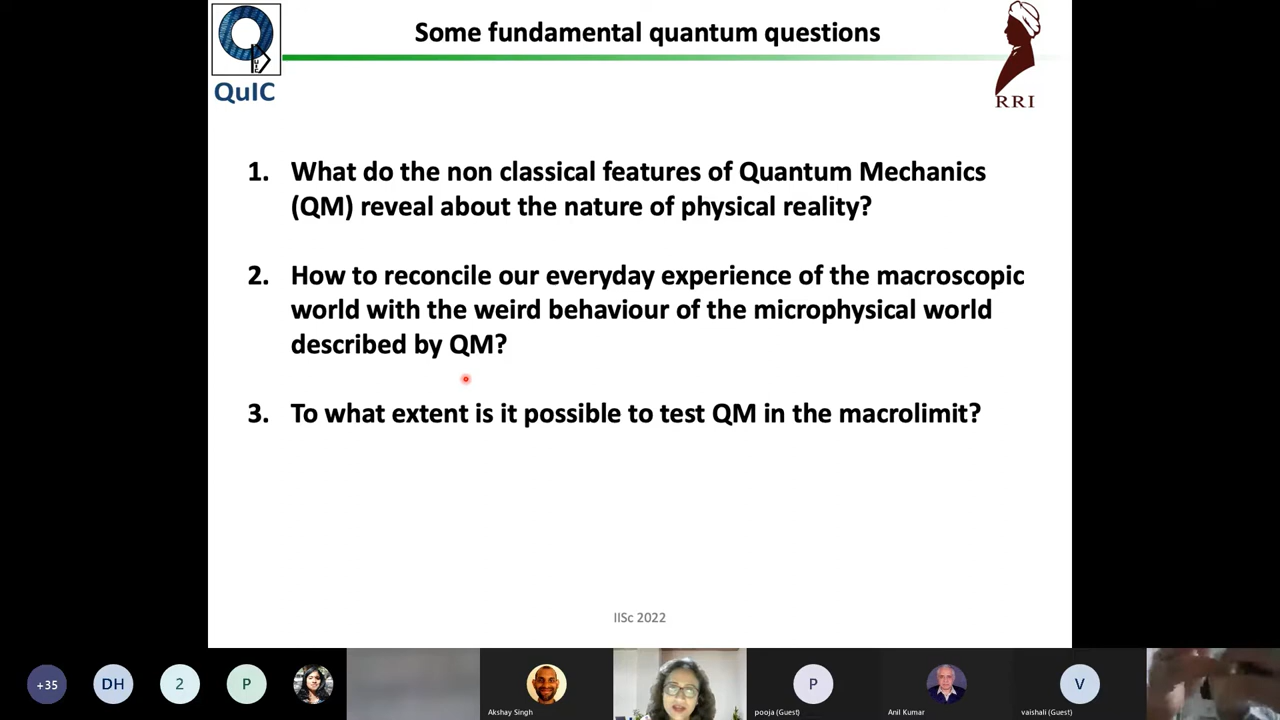 Some fundamental quantum questions
QuIC
RRI
1. What do the non classical features of Quantum Mechanics
(QM) reveal about the nature of physical reality?
2. How to reconcile our everyday experience of the macroscopic
world with the weird behaviour of the microphysical world
described by QM?
3. To what extent is it possible to test QM in the macrolimit?
IISc 2022
+35
DH
2
P
Akshay Singh
P
pooja (Guest)
Anil Kumar
V
vaishali (Guest)